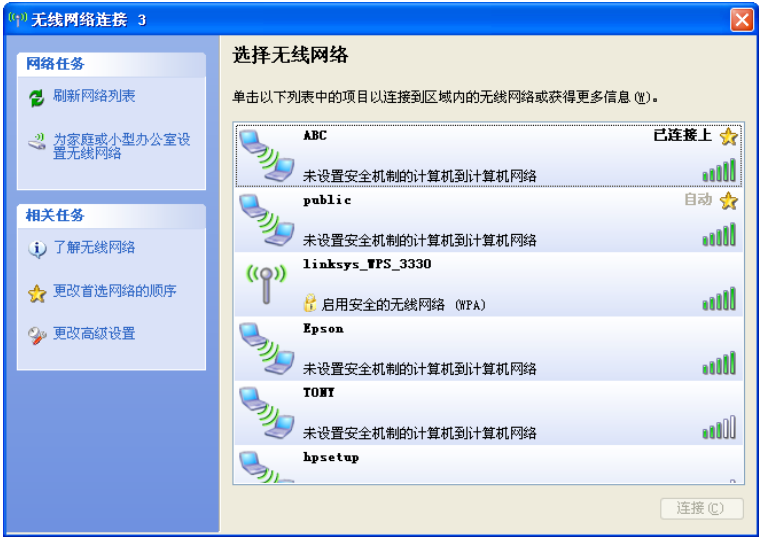 无线网络连接 3
网络任务
刷新网络列表
为家庭或小型办公室设
置无线网络
相关任务
了解无线网络
更改首选网络的顺序
更改高级设置
选择无线网络
单击以下列表中的项目以连接到区域内的无线网络或获得更多信息(W)。
ABC 已连接上
未设置安全机制的计算机到计算机网络
public 自动
未设置安全机制的计算机到计算机网络
linksys_WPS_3330
启用安全的无线网络 (WPA)
Epson
未设置安全机制的计算机到计算机网络
TONY
未设置安全机制的计算机到计算机网络
hpsetup
连接(C)